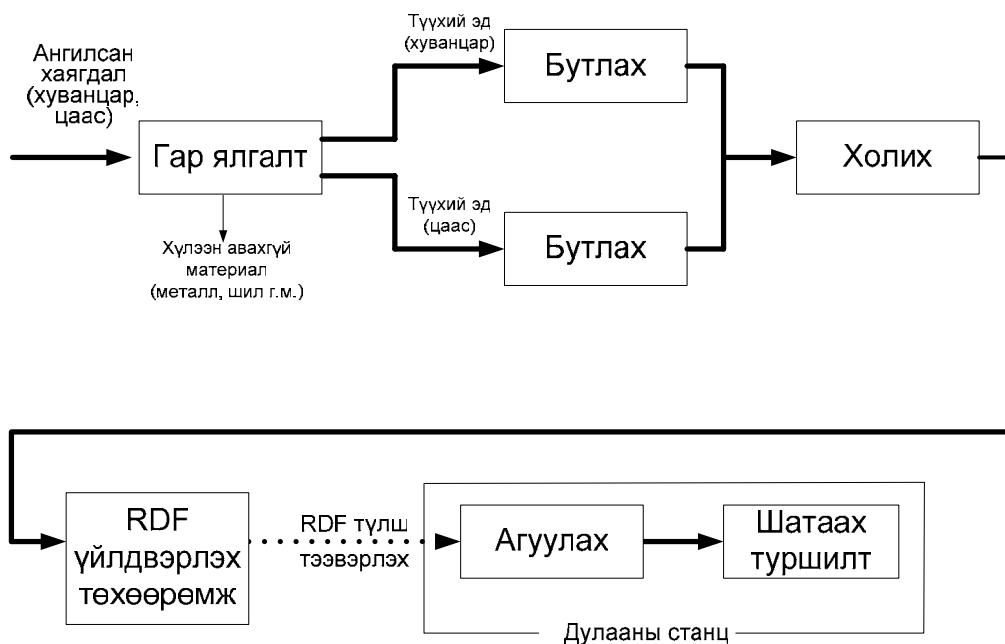 Ангилсан
хаягдал
(хуванцар,
цаас)
Гар ялгалт
Хүлээн авахгүй
материал
(металл, шил г.м.)
Түүхий эд
(хуванцар)
Бутлах
Түүхий эд
(цаас)
Бутлах
Холих
RDF
үйлдвэрлэх
төхөөрөмж
RDF түлш
тээвэрлэх
Агуулах
Шатаах
туршилт
Дулааны станц